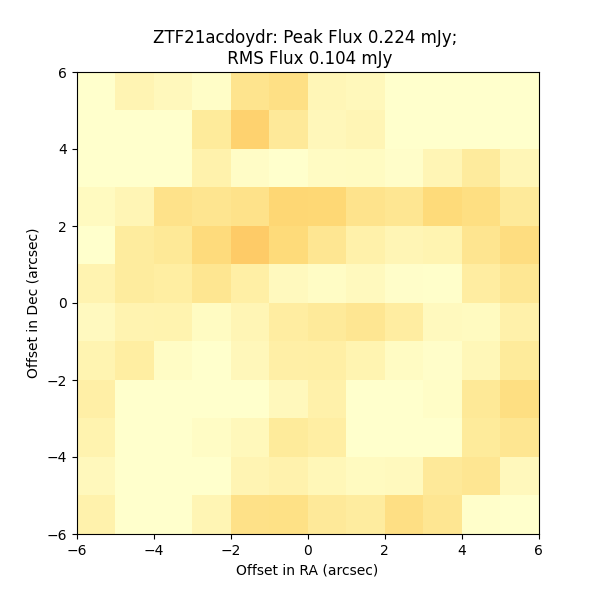 ZTF21acdoydr: Peak Flux 0.224 mJy;
RMS Flux 0.104 mJy
6
4
2
0
−2
−4
−6
Offset in Dec (arcsec)
−6 −4 −2 0 2 4 6
Offset in RA (arcsec)